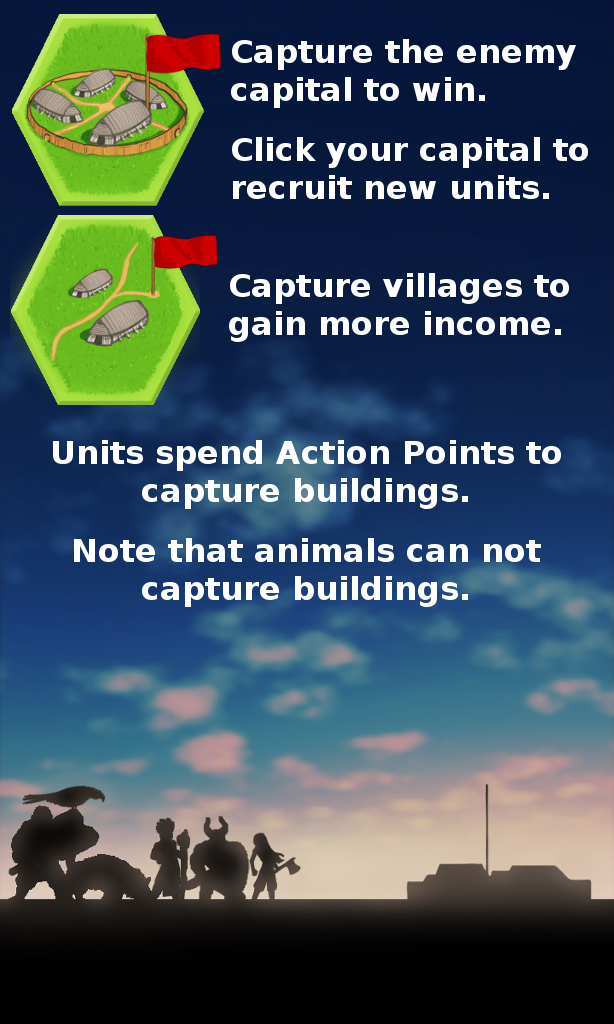 Capture the enemy
capital to win.
Click your capital to
recruit new units.
Capture villages to
gain more income.
Units spend Action Points to
capture buildings.
Note that animals can not
capture buildings.